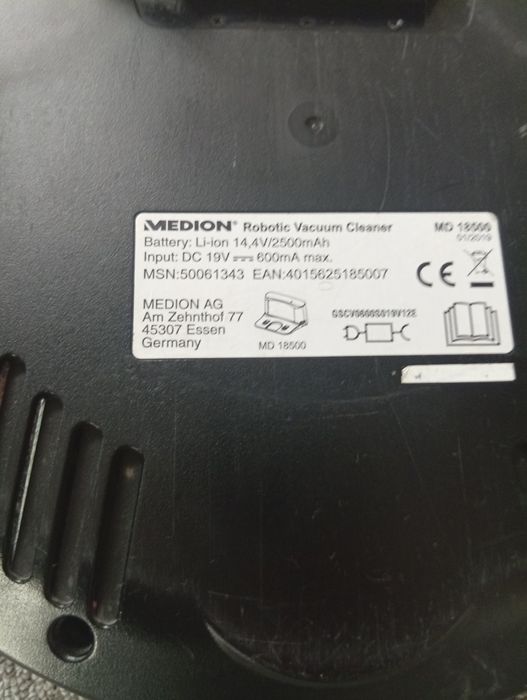 MEDION® Robotic Vacuum Cleaner MD 18500
01/2019
Battery: Li-ion 14,4V/2500mAh
Input: DC 19V ⎓ 600mA max.
MSN:50061343 EAN:4015625185007
CE
MEDION AG
Am Zehnthof 77
45307 Essen
Germany
MD 18500
GSCV0600S019V12E